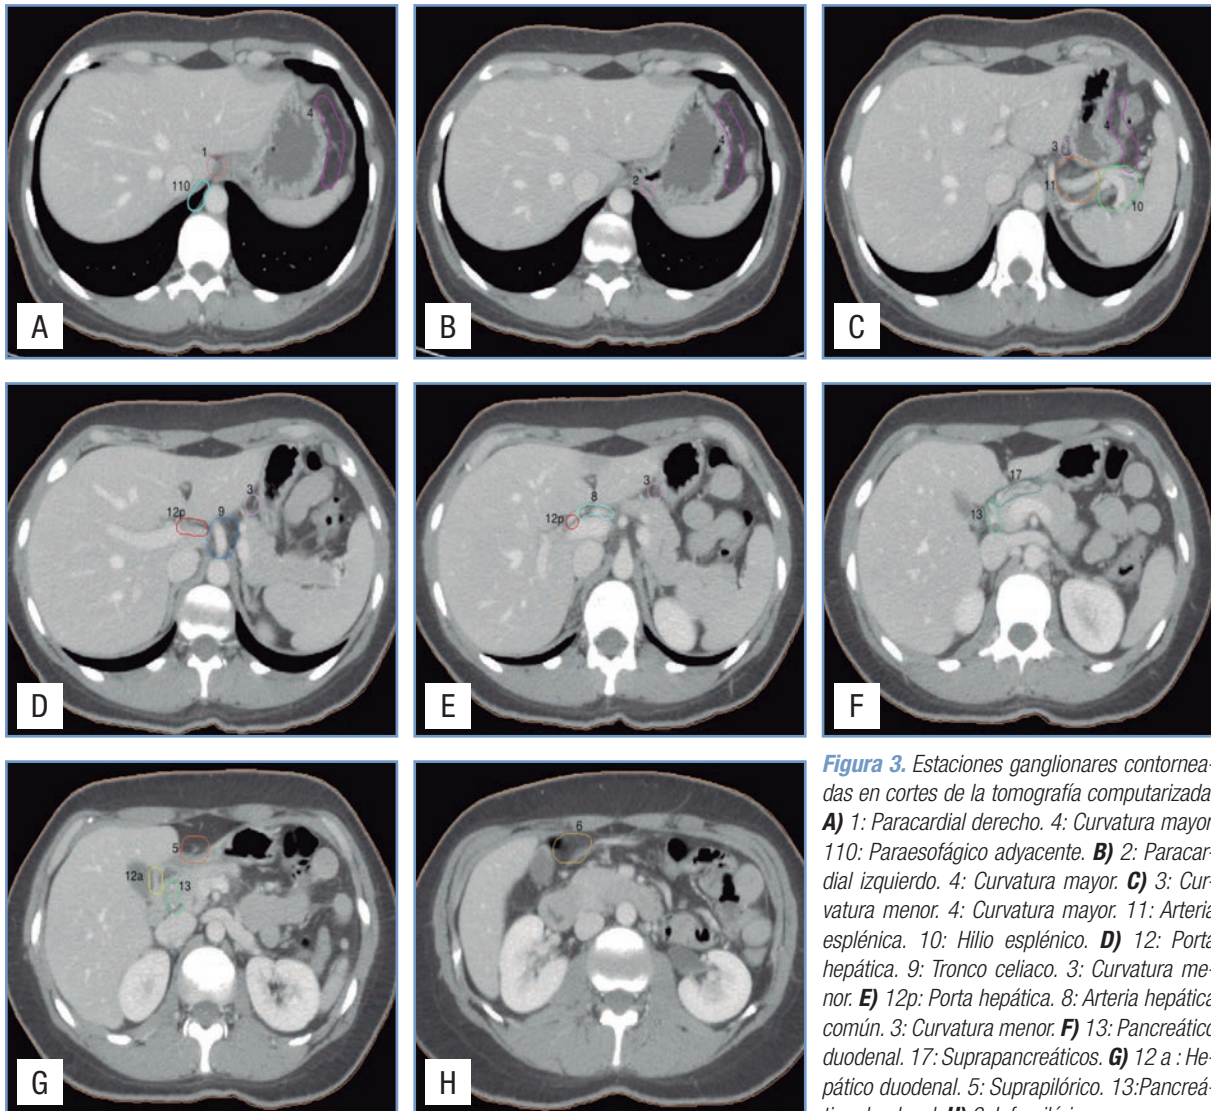 4
1
110
A
4
2
B
4
3
11
10
C
3
12p
9
D
3
8
12p
E
17
13
F
5
12a
13
G
6
H
Figura 3. Estaciones ganglionares contornea-
das en cortes de la tomografía computarizada
A) 1: Paracardial derecho. 4: Curvatura mayor
110: Paraesofágico adyacente. B) 2: Paracar-
dial izquierdo. 4: Curvatura mayor. C) 3: Cur-
vatura menor. 4: Curvatura mayor. 11: Arteria
esplénica. 10: Hilio esplénico. D) 12: Porta
hepática. 9: Tronco celiaco. 3: Curvatura me-
nor. E) 12p: Porta hepática. 8: Arteria hepática
común. 3: Curvatura menor. F) 13: Pancreático
duodenal. 17: Suprapancreáticos. G) 12 a : He-
pático duodenal. 5: Suprapilórico. 13:Pancreá-
tico duodenal. H) 6: Infrapilórico.